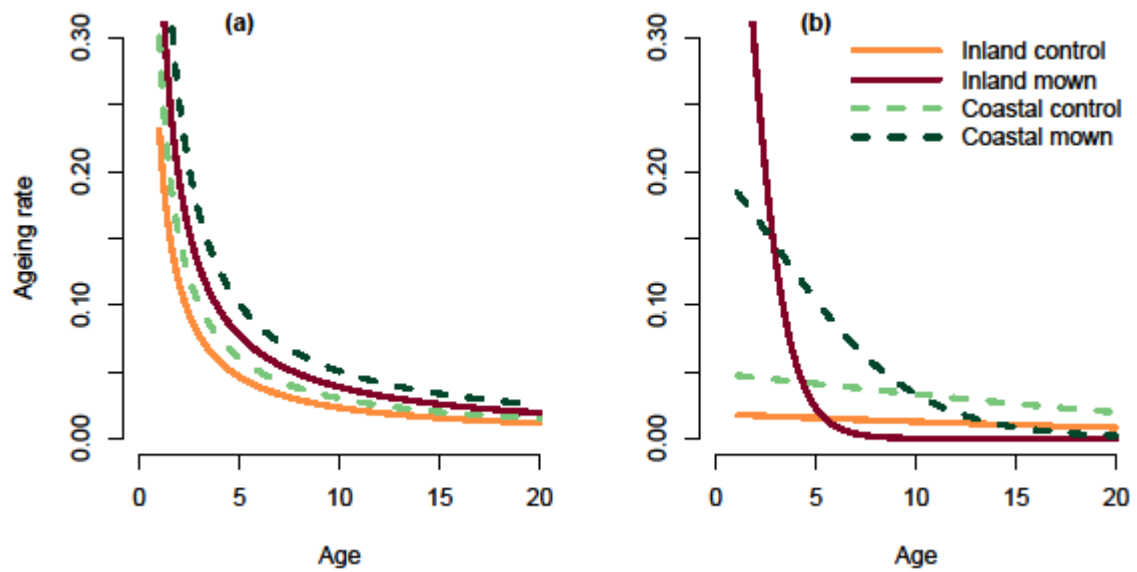 (a)
(b)
Inland control
Inland mown
Coastal control
Coastal mown
Ageing rate
0.30
0.20
0.10
0.00
0 5 10 15 20
Age
0.30
0.20
0.10
0.00
0 5 10 15 20
Age